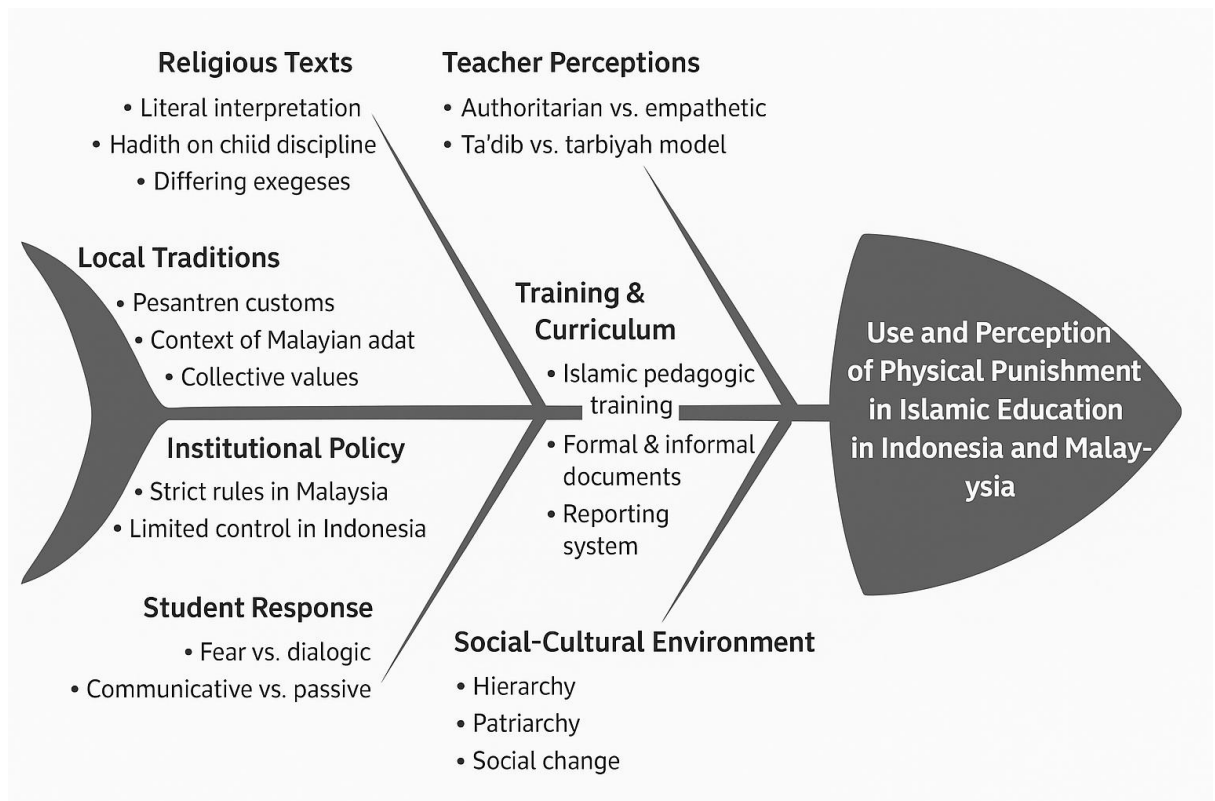 Religious Texts
• Literal interpretation
• Hadith on child discipline
• Differing exegeses
Teacher Perceptions
• Authoritarian vs. empathetic
• Ta'dib vs. tarbiyah model
Local Traditions
• Pesantren customs
• Context of Malayian adat
• Collective values
Training &
Curriculum
• Islamic pedagogic
training
• Formal & informal
documents
• Reporting
system
Institutional Policy
• Strict rules in Malaysia
• Limited control in Indonesia
Student Response
• Fear vs. dialogic
• Communicative vs. passive
Social-Cultural Environment
• Hierarchy
• Patriarchy
• Social change
Use and Perception
of Physical Punishment
in Islamic Education
in Indonesia and Malay-
ysia